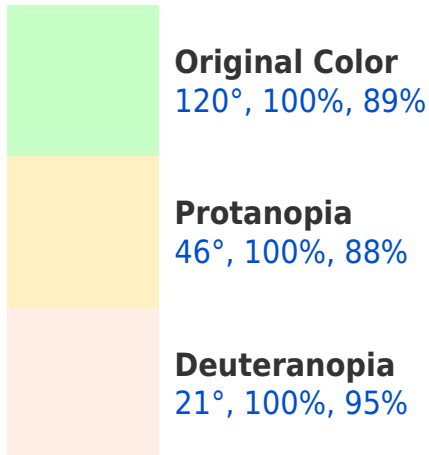 Original Color
120°, 100%, 89%
Protanopia
46°, 100%, 88%
Deuteranopia
21°, 100%, 95%